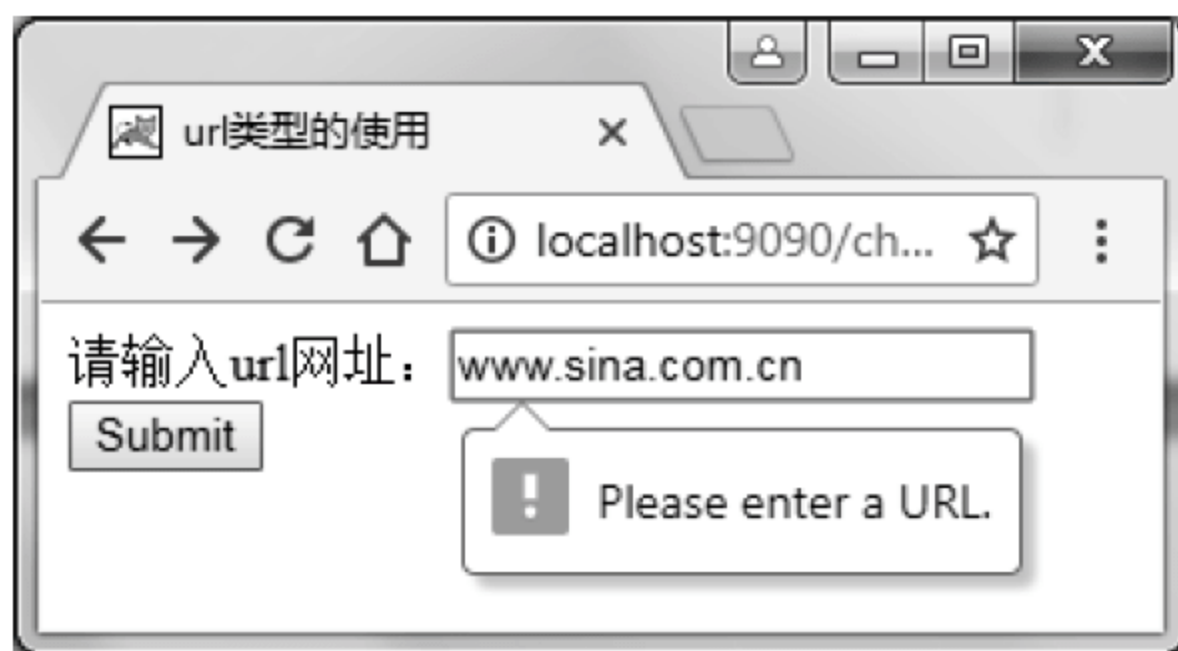 url类型的使用
localhost:9090/ch...
请输入url网址：
www.sina.com.cn
Submit
Please enter a URL.